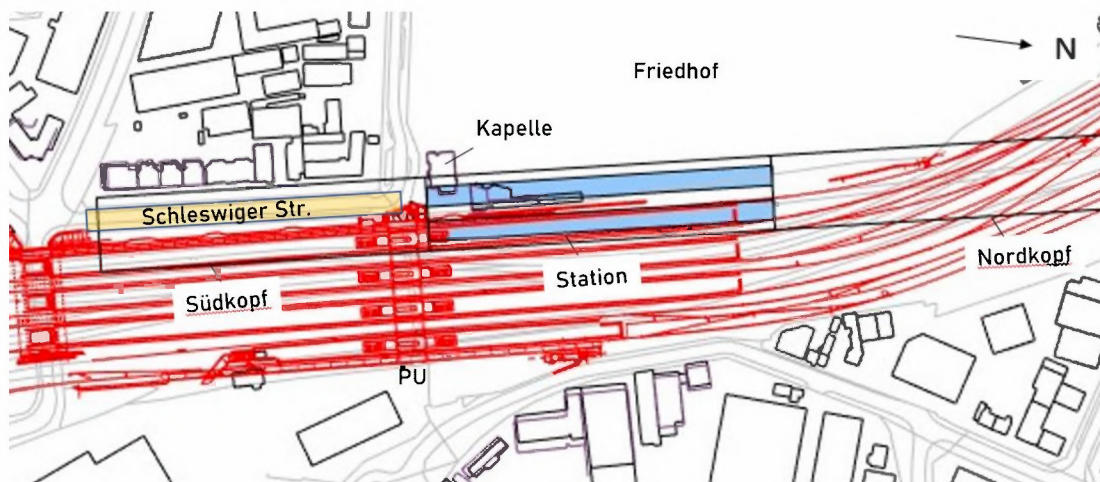 N
Friedhof
Kapelle
Schleswiger Str.
Südkopf
Station
Nordkopf
PU